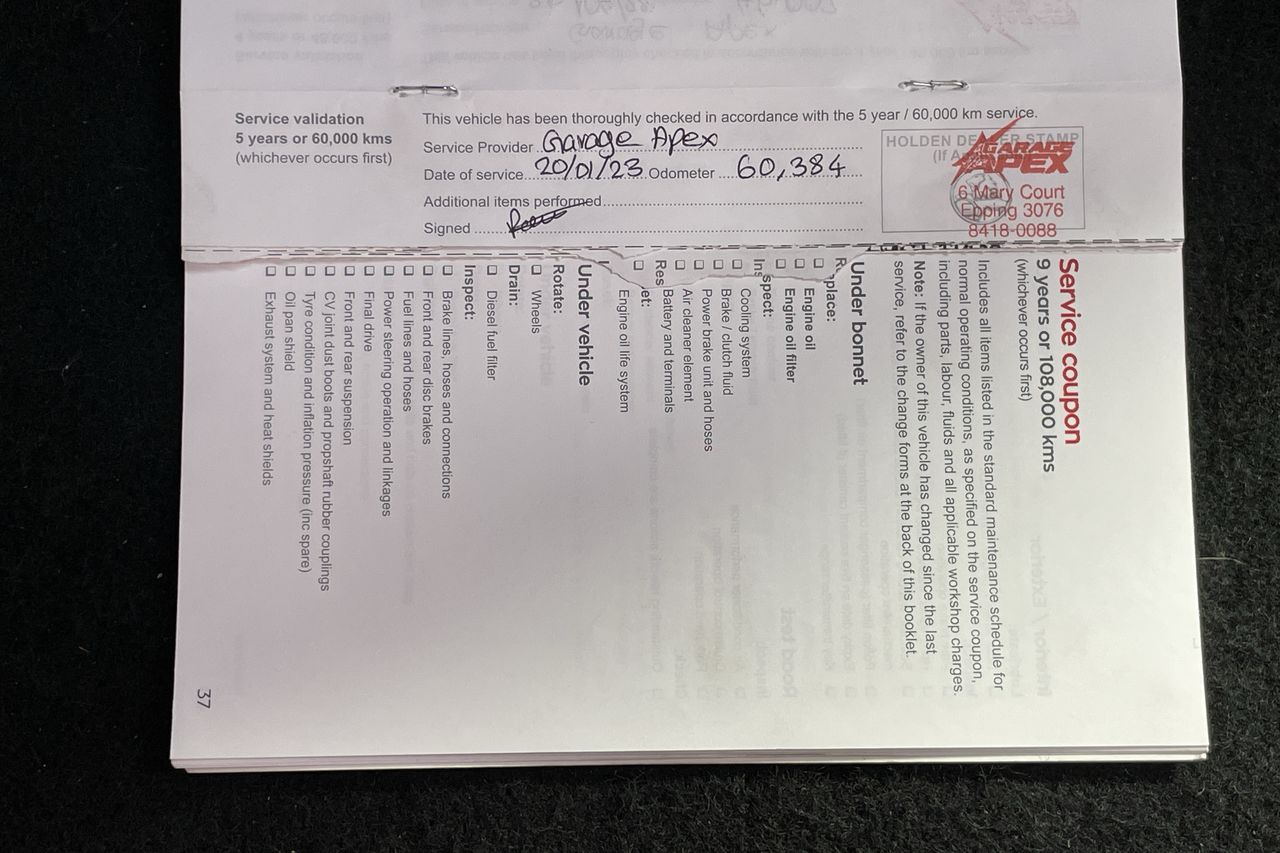 Service validation
5 years or 60,000 kms
(whichever occurs first)
This vehicle has been thoroughly checked in accordance with the 5 year / 60,000 km service.
Service Provider Garage Apex
Date of service 20/01/23 Odometer 60,384
Additional items performed
Signed
HOLDEN DEALER STAMP
(If
GARAGE
APEX
6 Mary Court
Epping 3076
8418-0088
Service coupon
9 years or 108,000 kms
(whichever occurs first)
Includes all items listed in the standard maintenance schedule for
normal operating conditions, as specified on the service coupon,
including parts, labour, fluids and all applicable workshop charges.
Note: If the owner of this vehicle has changed since the last
service, refer to the change forms at the back of this booklet.
Under bonnet
Replace:
Engine oil
Engine oil filter
Inspect:
Cooling system
Brake / clutch fluid
Power brake unit and hoses
Air cleaner element
Battery and terminals
Reset:
Engine oil life system
Under vehicle
Rotate:
Wheels
Drain:
Diesel fuel filter
Inspect:
Brake lines, hoses and connections
Front and rear disc brakes
Fuel lines and hoses
Power steering operation and linkages
Final drive
Front and rear suspension
CV joint dust boots and propshaft rubber couplings
Tyre condition and inflation pressure (inc spare)
Oil pan shield
Exhaust system and heat shields
37